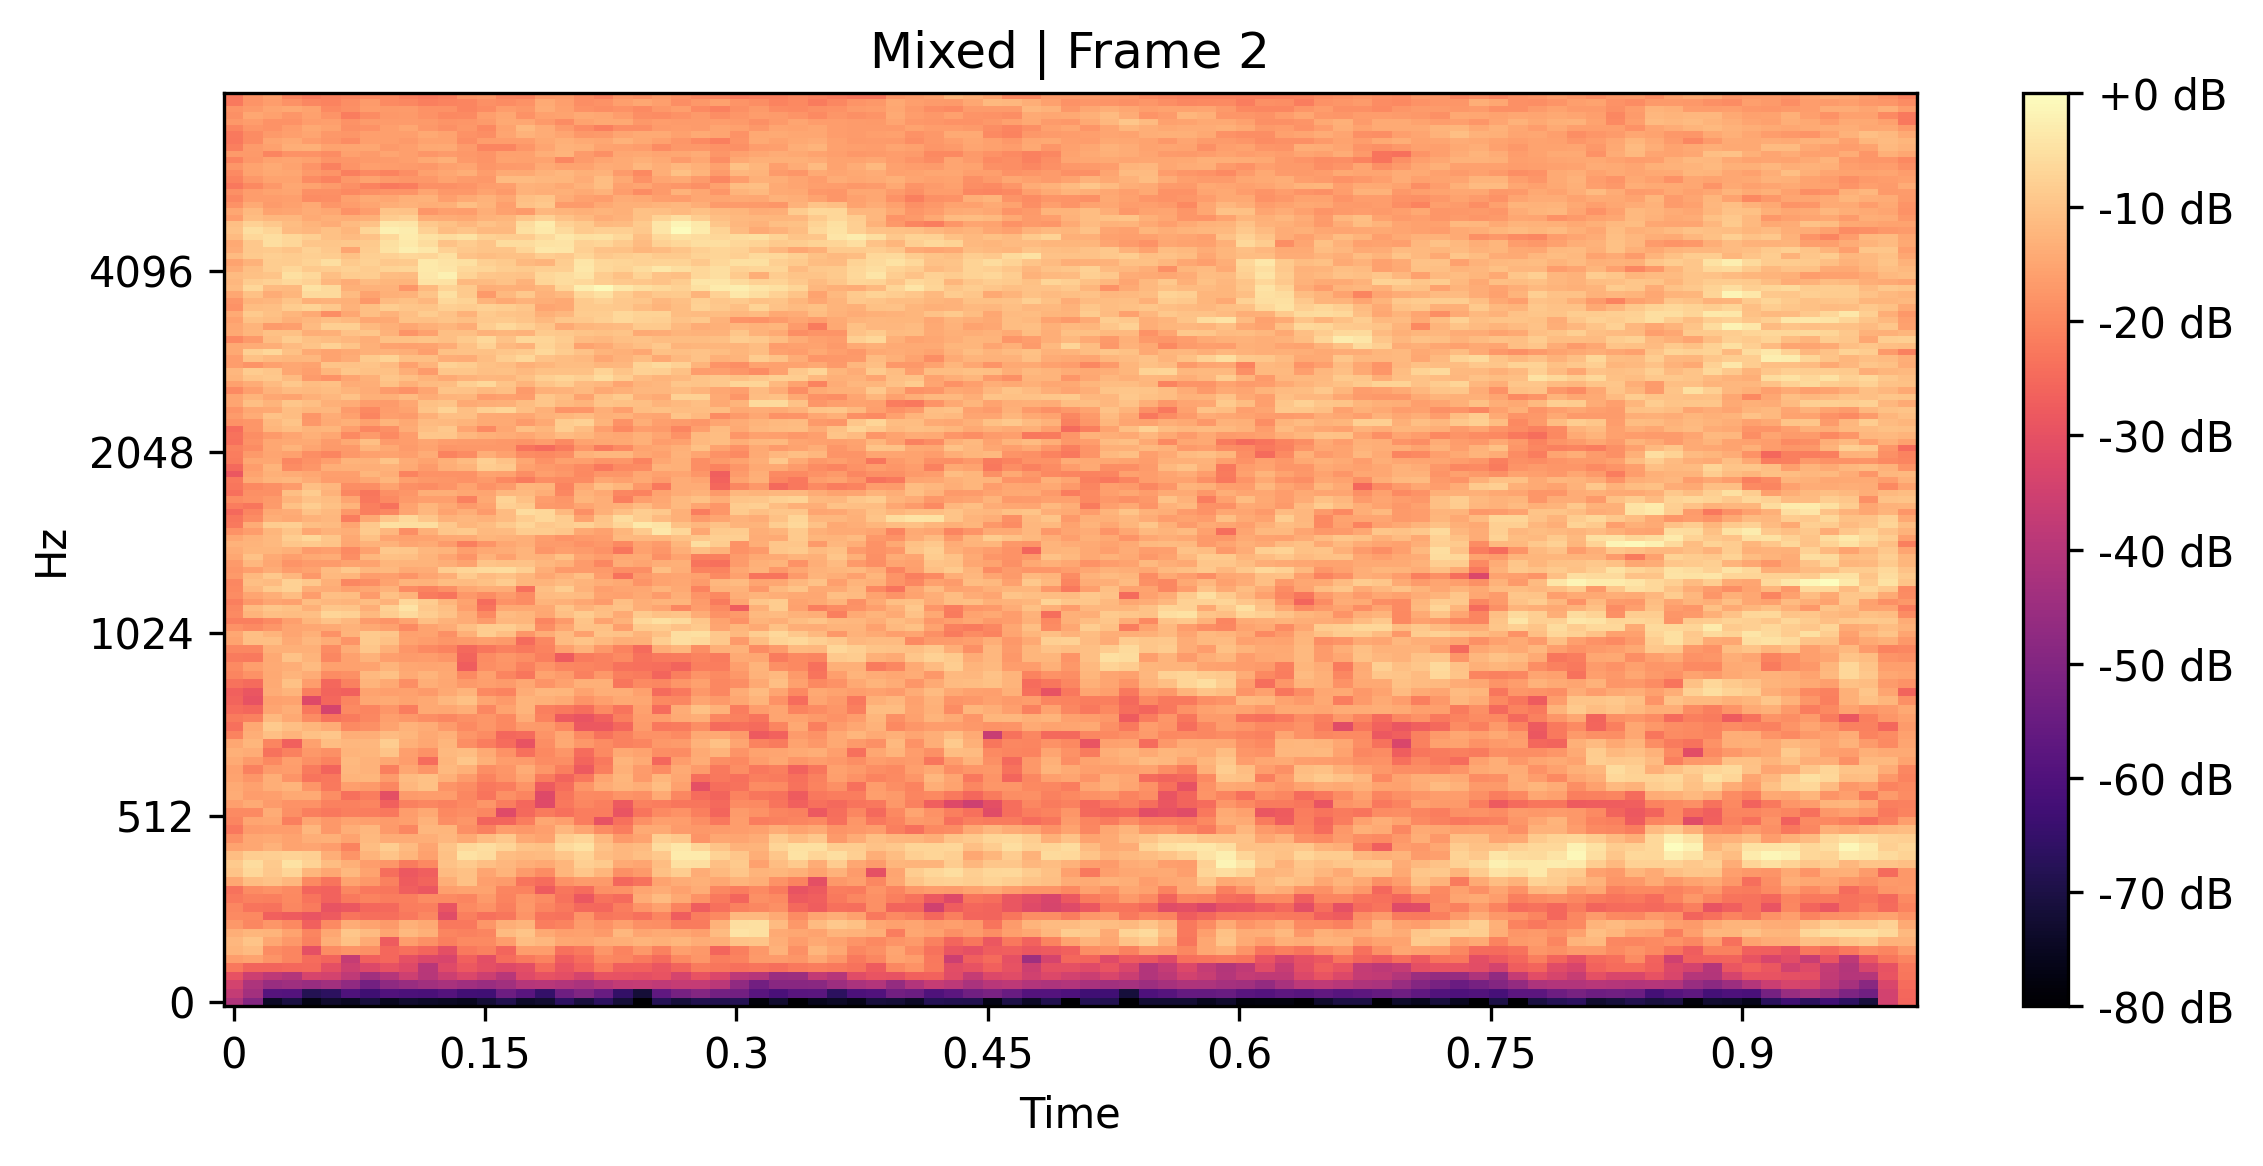 Mixed | Frame 2
+0 dB
-10 dB
-20 dB
-30 dB
-40 dB
-50 dB
-60 dB
-70 dB
-80 dB
4096
2048
1024
512
0
Hz
0 0.15 0.3 0.45 0.6 0.75 0.9
Time